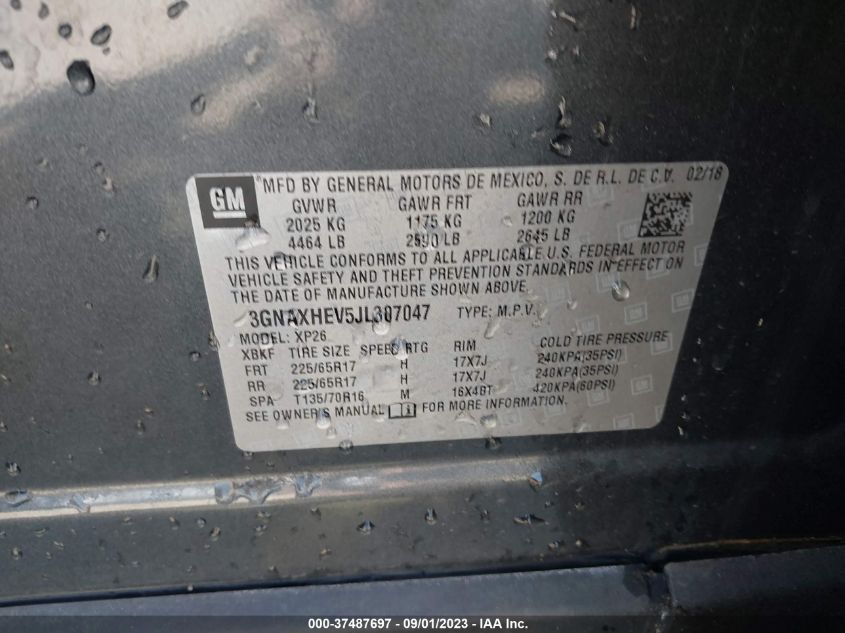 GM
MFD BY GENERAL MOTORS DE MEXICO, S. DE R.L. DE C.V. 02/18
GVWR GAWR FRT GAWR RR
2025 KG 1175 KG 1200 KG
4464 LB 2590 LB 2645 LB
THIS VEHICLE CONFORMS TO ALL APPLICABLE U.S. FEDERAL MOTOR
VEHICLE SAFETY AND THEFT PREVENTION STANDARDS IN EFFECT ON
THE DATE OF MANUFACTURE SHOWN ABOVE.
3GNAXHEV5JL307047 TYPE: M.P.V.
MODEL: XP26
XBKF TIRE SIZE SPEED RTG RIM COLD TIRE PRESSURE
FRT 225/65R17 H 17X7J 240KPA(35PSI)
RR 225/65R17 H 17X7J 240KPA(35PSI)
SPA T135/70R16 M 16X4BT 420KPA(60PSI)
SEE OWNER'S MANUAL FOR MORE INFORMATION.
000-37487697 - 09/01/2023 - IAA Inc.